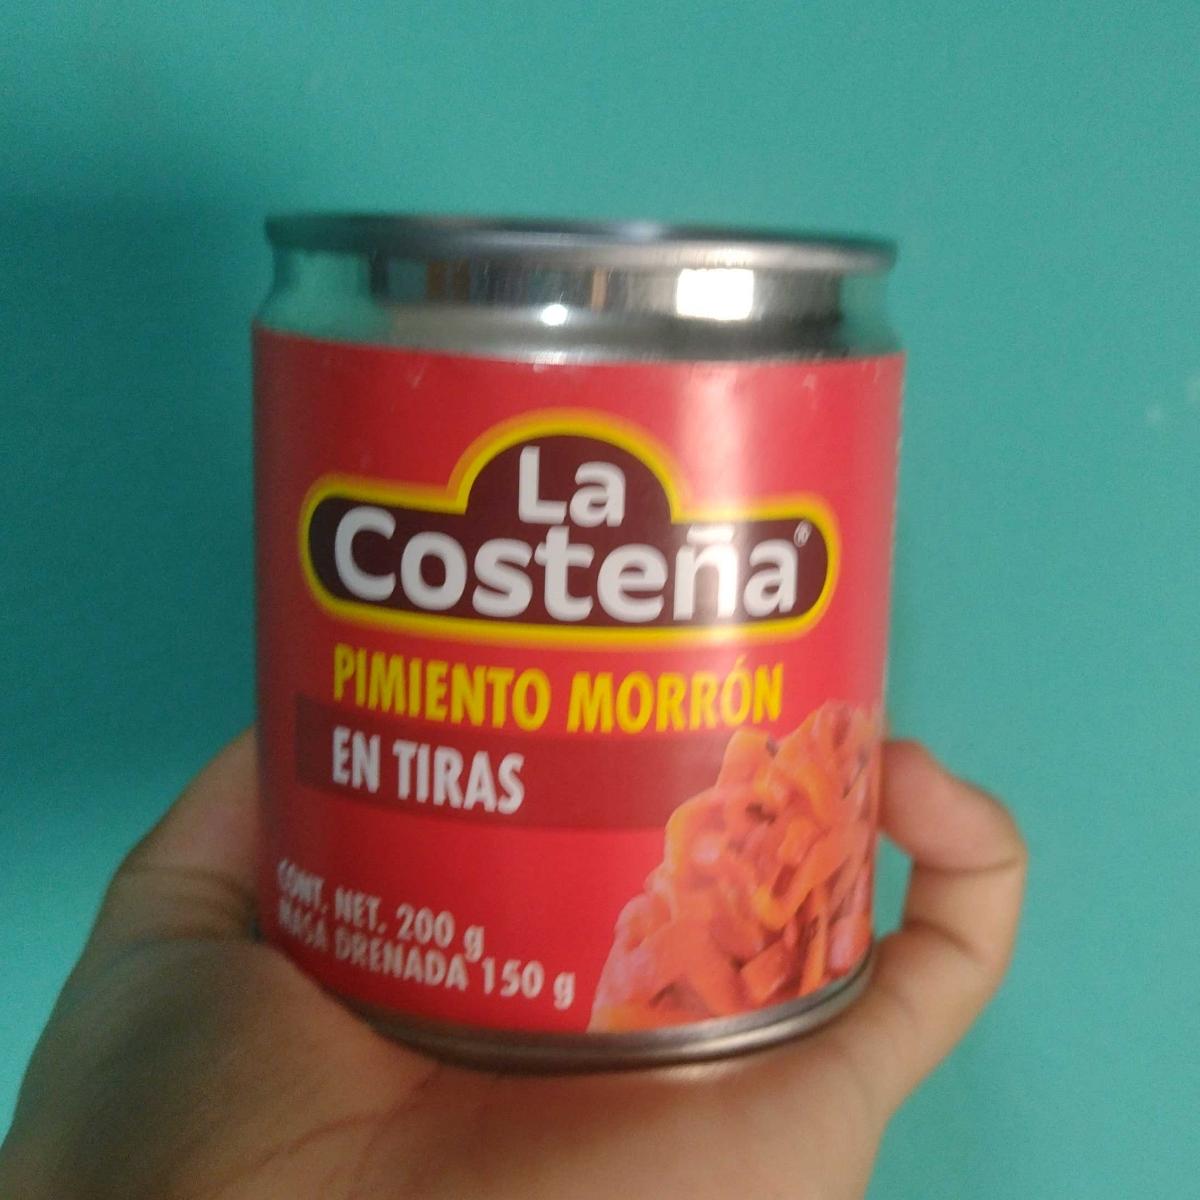 La
Costeña®
PIMIENTO MORRÓN
EN TIRAS
CONT. NET. 200 g
MASA DRENADA 150 g